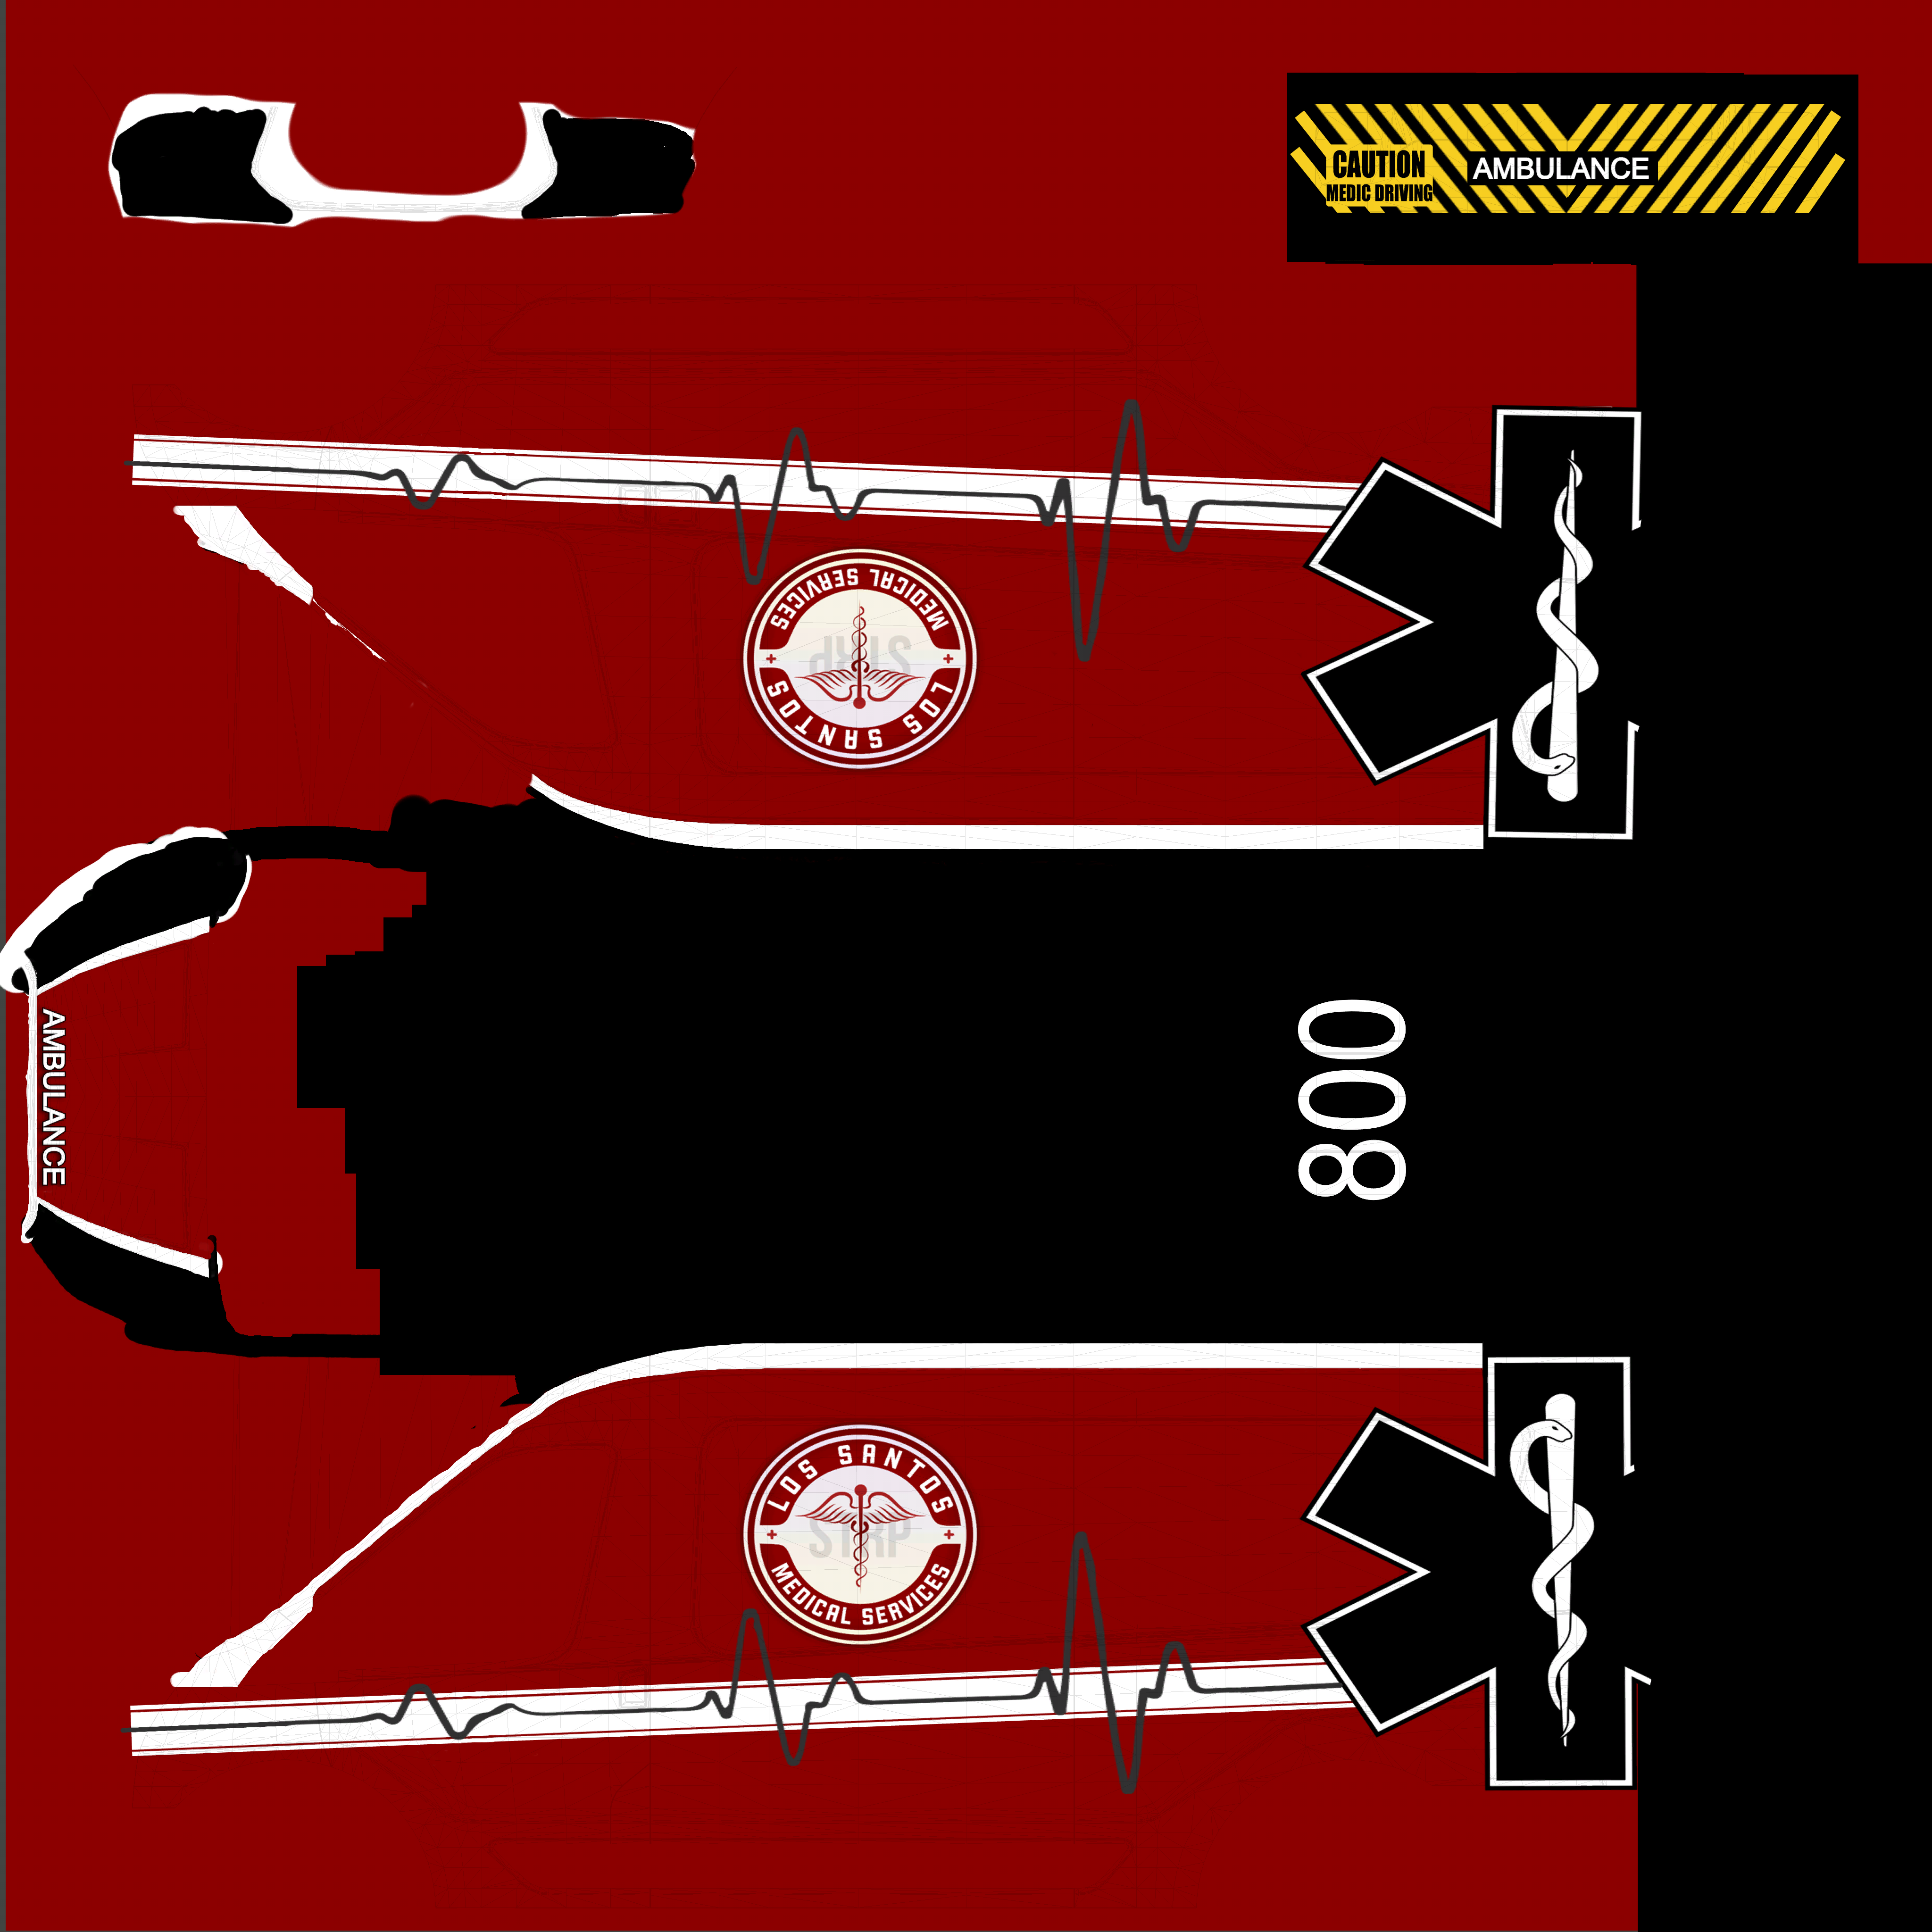 CAUTION
MEDIC DRIVING
AMBULANCE
MEDICAL SERVICES
STRP
LOS SANTOS
AMBULANCE
800
LOS SANTOS
STRP
MEDICAL SERVICES